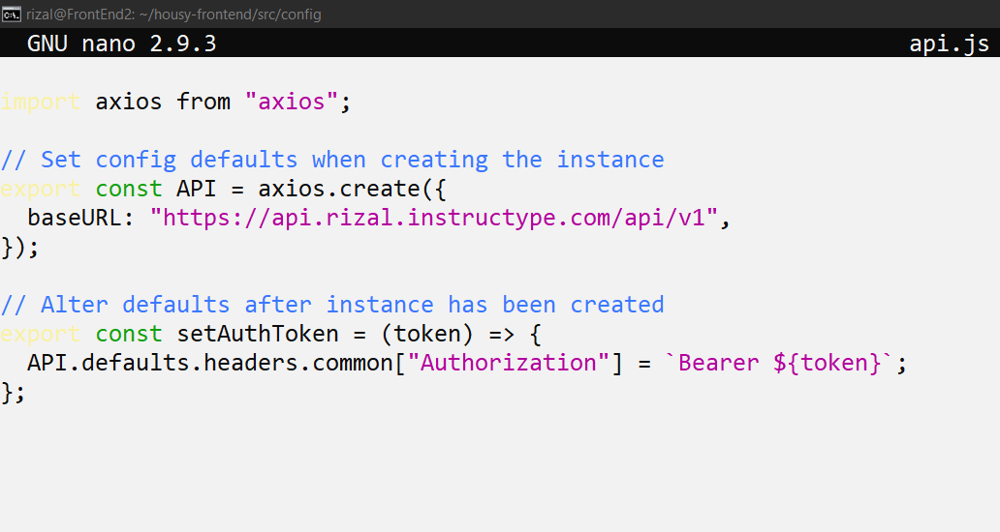 rizal@FrontEnd2: ~/housy-frontend/src/config
GNU nano 2.9.3 api.js
import axios from "axios";
// Set config defaults when creating the instance
export const API = axios.create({
  baseURL: "https://api.rizal.instructype.com/api/v1",
});
// Alter defaults after instance has been created
export const setAuthToken = (token) => {
  API.defaults.headers.common["Authorization"] = `Bearer ${token}`;
};